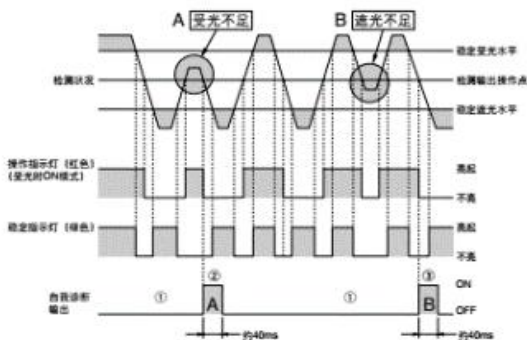 A 受光不足
B 遮光不足
稳定受光水平
检测状况
检测输出操作点
稳定遮光水平
操作指示灯（红色）
(受光时ON模式)
亮起
不亮
稳定指示灯（绿色）
亮起
不亮
② ③
ON
① ①
自我诊断
输出
A B
OFF
约40ms 约40ms